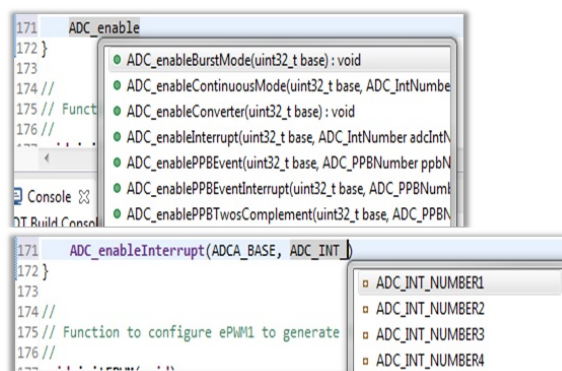 171 ADC_enable
172 }
173
174 //
175 // Funct
176 //
ADC_enableBurstMode(uint32_t base) : void
ADC_enableContinuousMode(uint32_t base, ADC_IntNumbe
ADC_enableConverter(uint32_t base) : void
ADC_enableInterrupt(uint32_t base, ADC_IntNumber adcIntN
ADC_enablePPBEvent(uint32_t base, ADC_PPBNumber ppbN
ADC_enablePPBEventInterrupt(uint32_t base, ADC_PPBNumb
ADC_enablePPBTwosComplement(uint32_t base, ADC_PPBN
Console
DT Build Consol
171 ADC_enableInterrupt(ADCA_BASE, ADC_INT_)
172 }
173
174 //
175 // Function to configure ePWM1 to generate
176 //
ADC_INT_NUMBER1
ADC_INT_NUMBER2
ADC_INT_NUMBER3
ADC_INT_NUMBER4